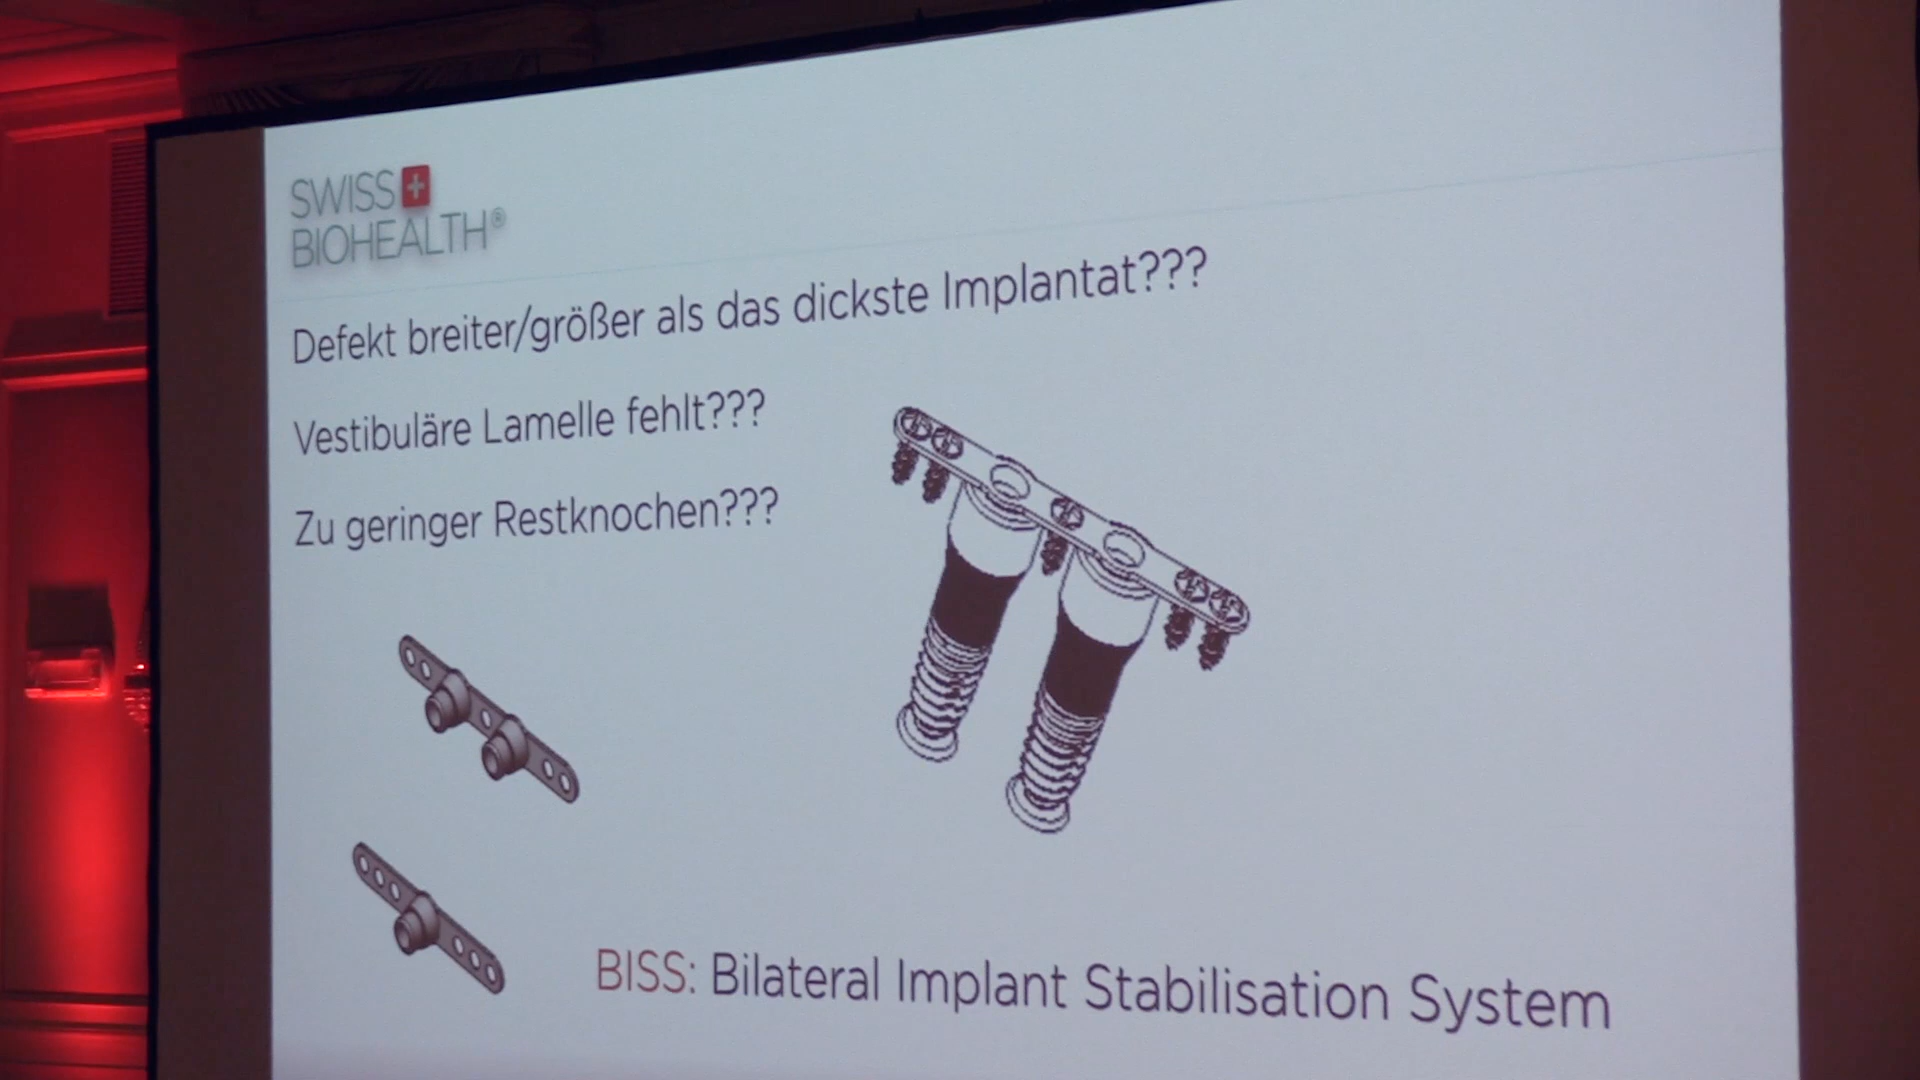 SWISS
BIOHEALTH®
Defekt breiter/größer als das dickste Implantat???
Vestibuläre Lamelle fehlt???
Zu geringer Restknochen???
BISS: Bilateral Implant Stabilisation System